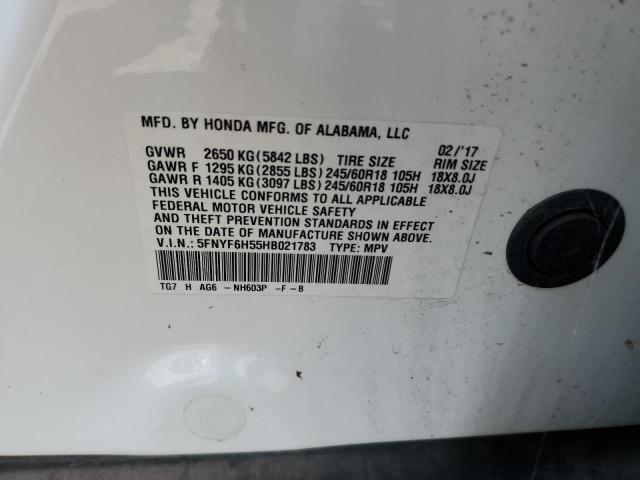 MFD. BY HONDA MFG. OF ALABAMA, LLC
02/'17
GVWR 2650 KG (5842 LBS) TIRE SIZE RIM SIZE
GAWR F 1295 KG (2855 LBS) 245/60R18 105H 18X8.0J
GAWR R 1405 KG (3097 LBS) 245/60R18 105H 18X8.0J
THIS VEHICLE CONFORMS TO ALL APPLICABLE
FEDERAL MOTOR VEHICLE SAFETY
AND THEFT PREVENTION STANDARDS IN EFFECT
ON THE DATE OF MANUFACTURE SHOWN ABOVE.
V.I.N.: 5FNYF6H55HB021783 TYPE: MPV
TG7 H AG6 -NH603P -F-B